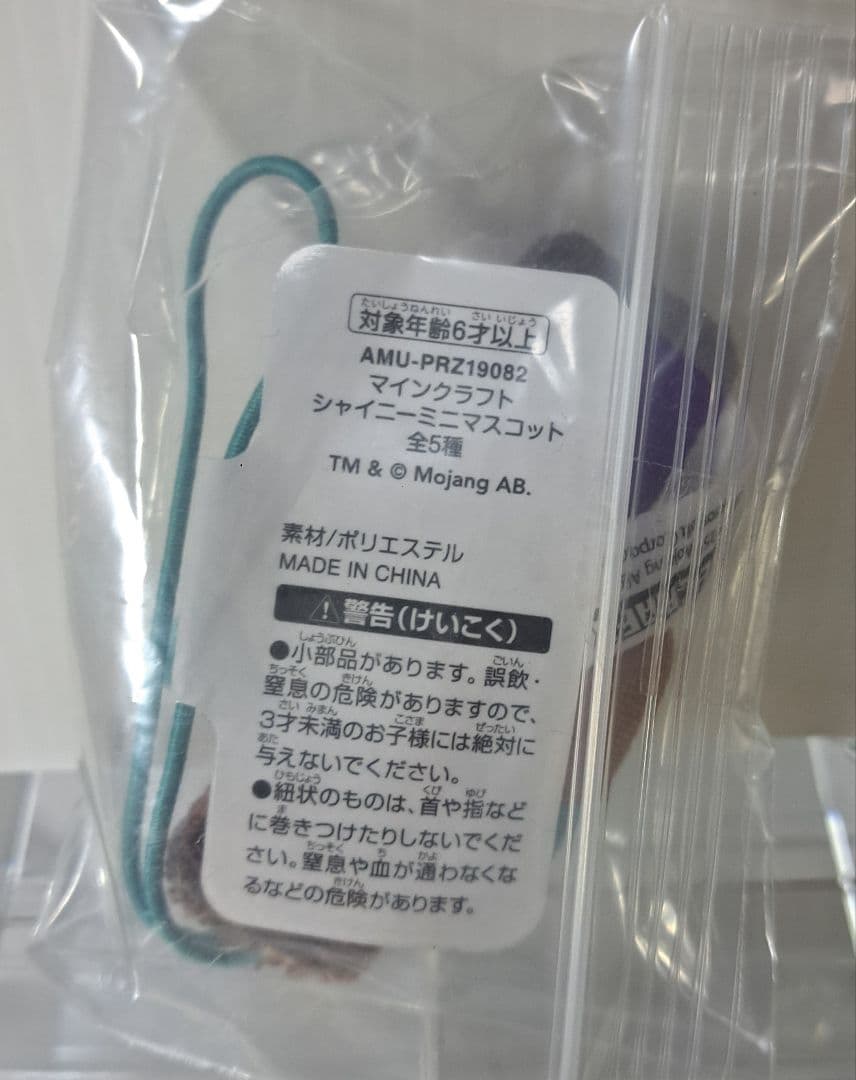 たいしょうねんれい さい いじょう
対象年齢6才以上
AMU-PRZ19082
マインクラフト
シャイニーミニマスコット
全5種
TM & © Mojang AB.
素材/ポリエステル
MADE IN CHINA
警告(けいこく)
しょうぶひん ごいん
●小部品があります。誤飲・
ちっそく きけん
窒息の危険がありますので、
さい みまん こさま ぜったい
3才未満のお子様には絶対に
あた
与えないでください。
ひもじょう くび ゆび
●紐状のものは、首や指など
ま
に巻きつけたりしないでくだ
ちっそく ち かよ
さい。窒息や血が通わなくな
きけん
るなどの危険があります。